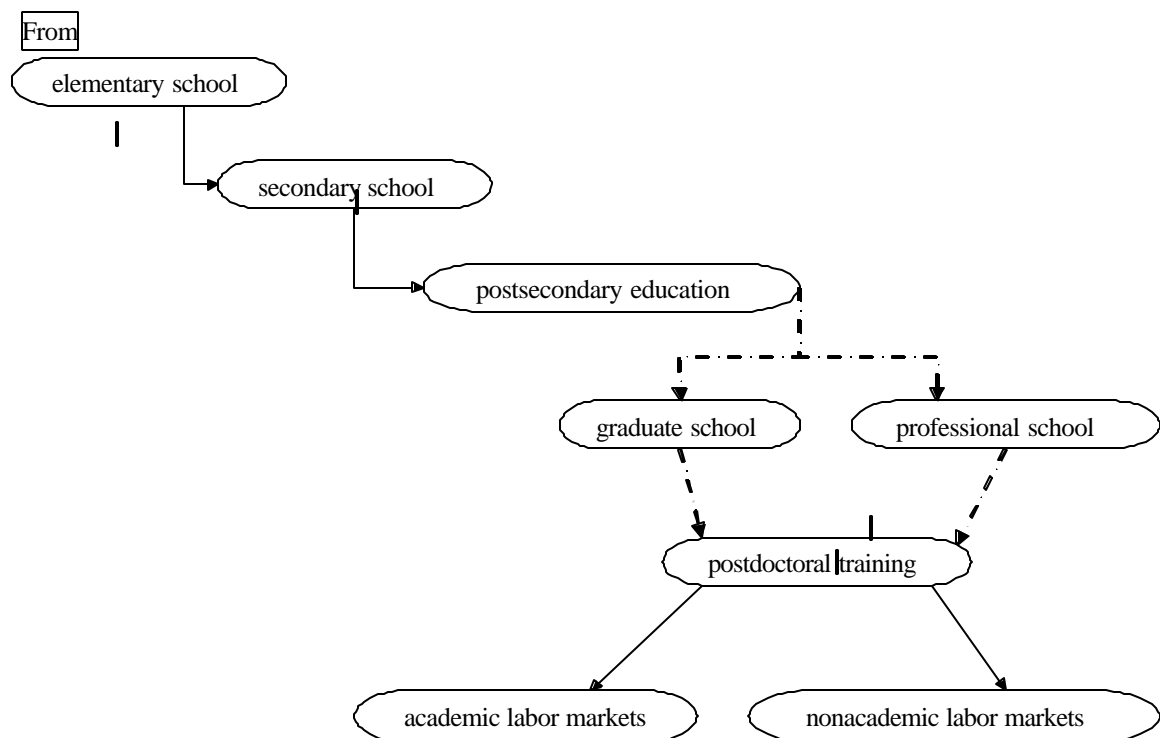 From
elementary school
secondary school
postsecondary education
graduate school
professional school
postdoctoral training
academic labor markets
nonacademic labor markets